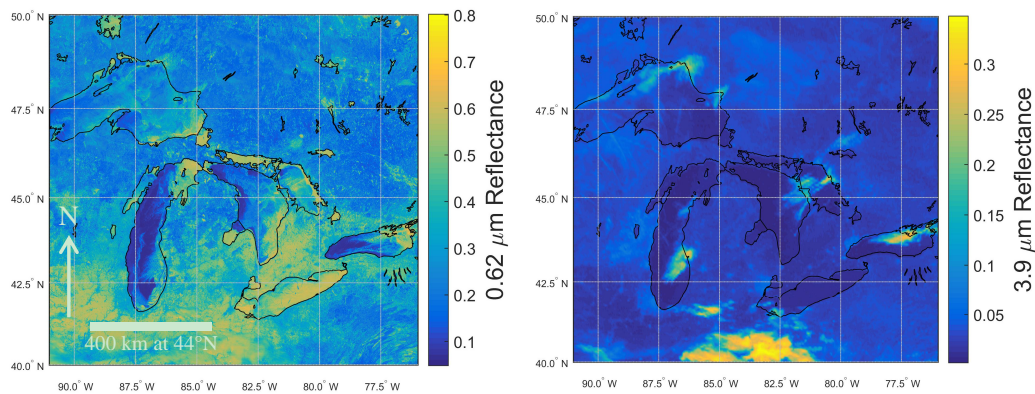 50.0° N
47.5° N
45.0° N
42.5° N
40.0° N
90.0° W
87.5° W
85.0° W
82.5° W
80.0° W
77.5° W
N
400 km at 44°N
0.8
0.7
0.6
0.5
0.4
0.3
0.2
0.1
0.62 μm Reflectance
50.0° N
47.5° N
45.0° N
42.5° N
40.0° N
90.0° W
87.5° W
85.0° W
82.5° W
80.0° W
77.5° W
0.3
0.25
0.2
0.15
0.1
0.05
3.9 μm Reflectance